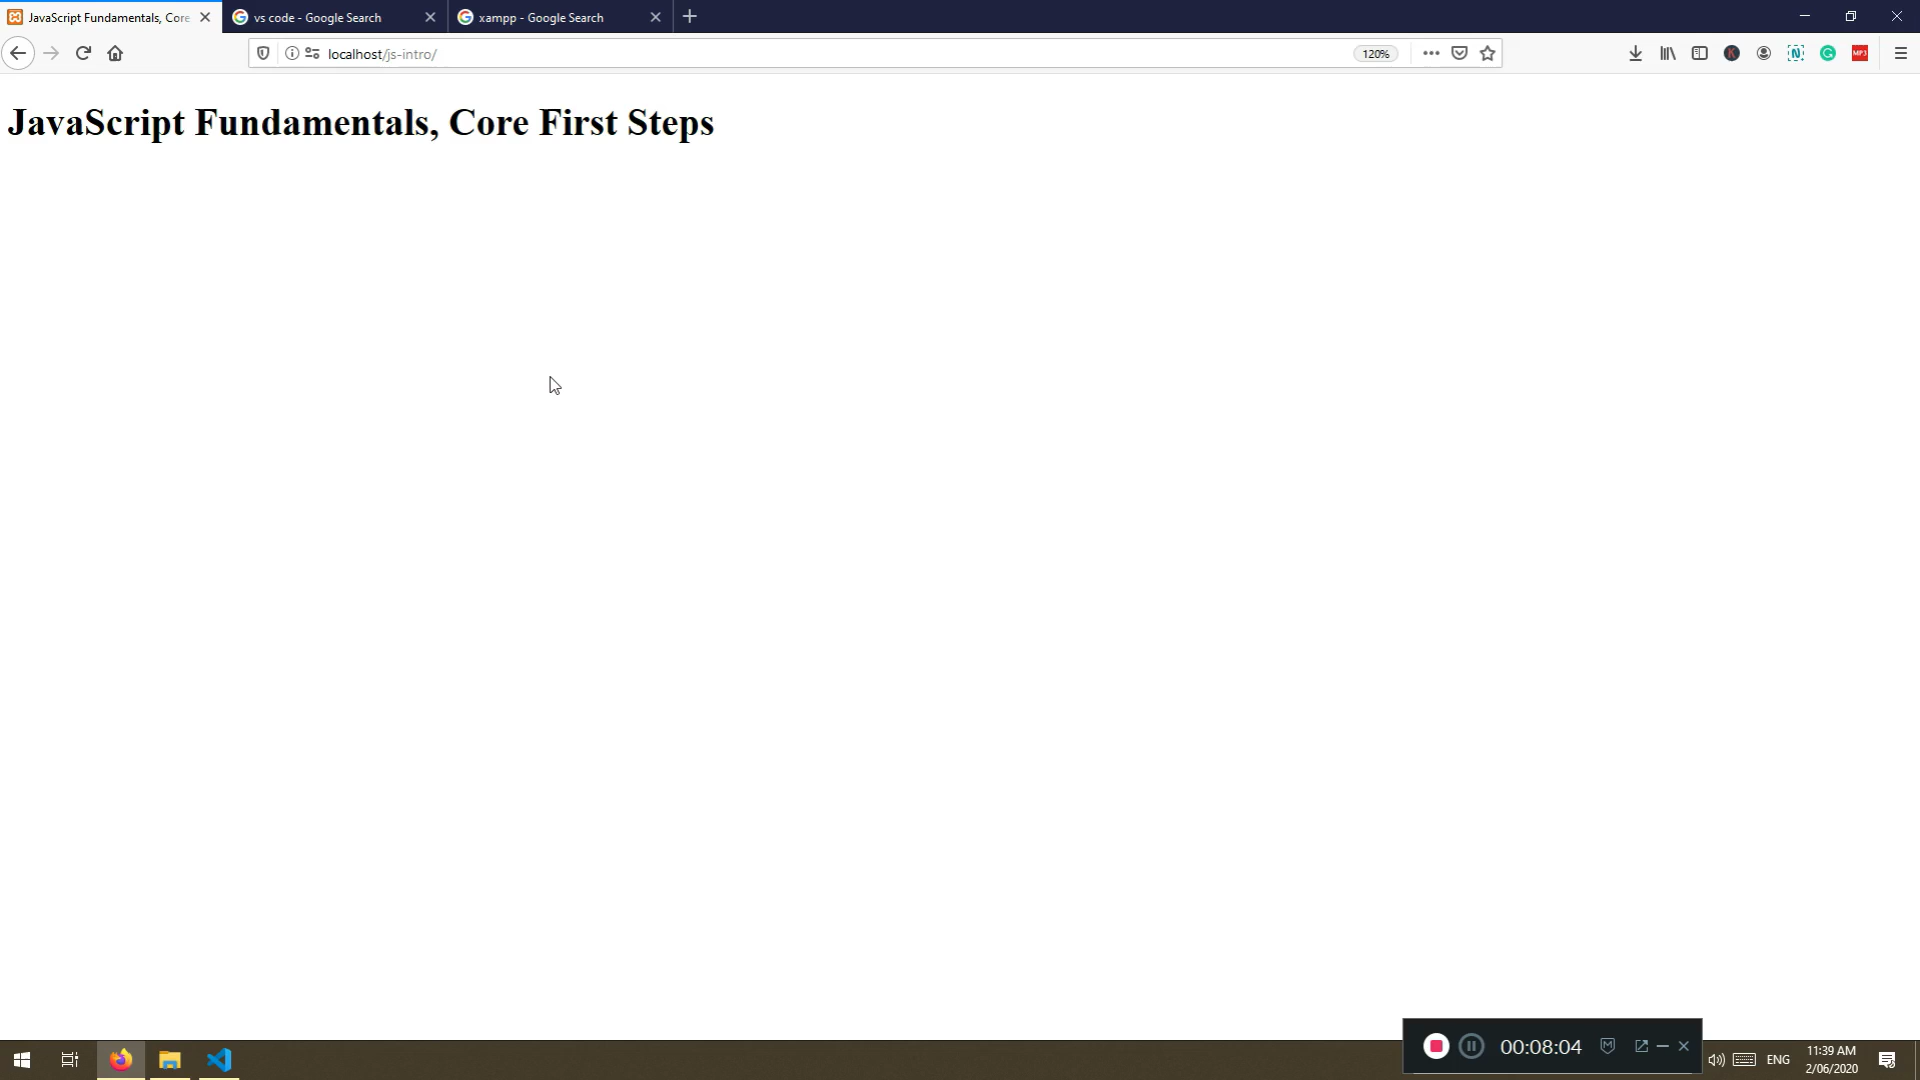 JavaScript Fundamentals, Core
vs code - Google Search
xampp - Google Search
localhost/js-intro/
120%
MP3
JavaScript Fundamentals, Core First Steps
00:08:04
ENG
11:39 AM
2/06/2020